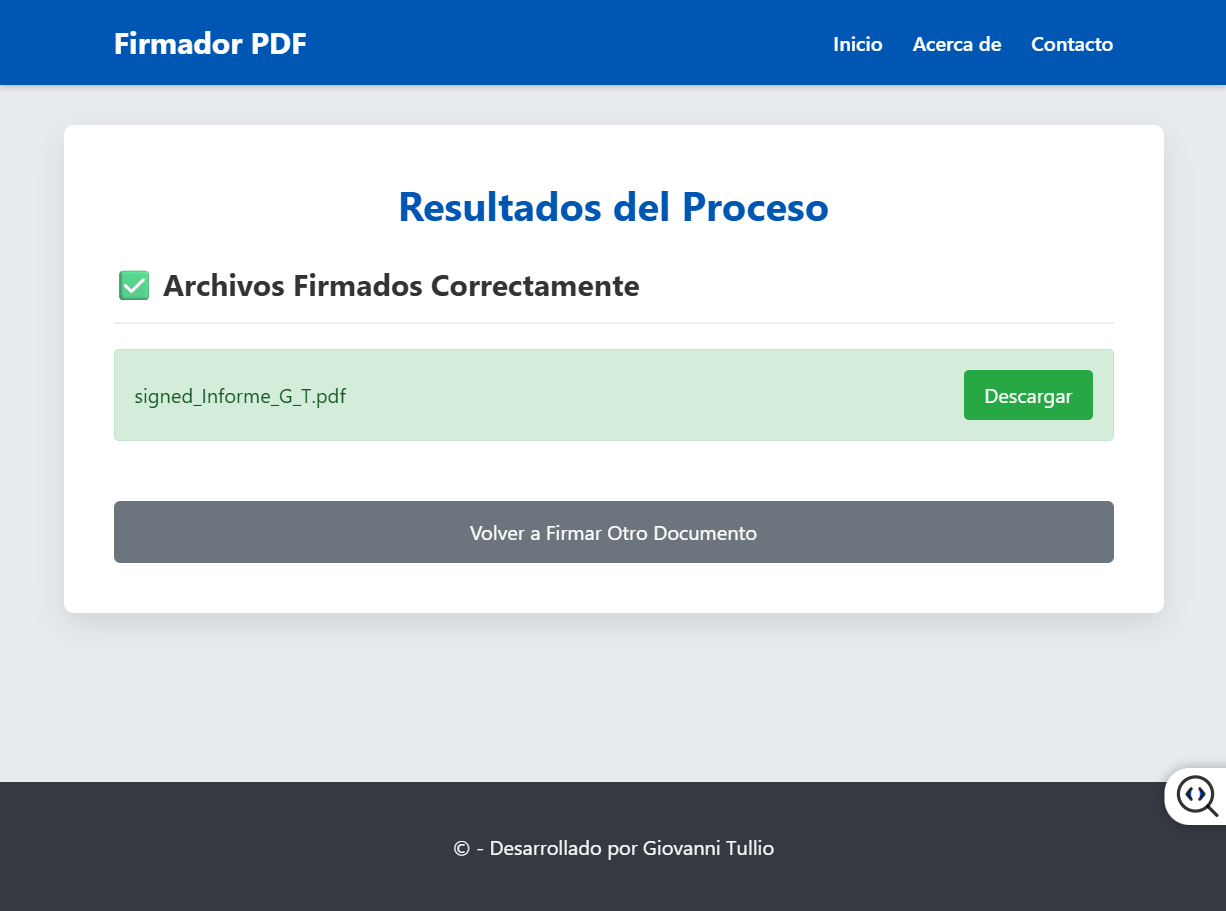 Firmador PDF
Inicio Acerca de Contacto
Resultados del Proceso
✅ Archivos Firmados Correctamente
signed_Informe_G_T.pdf
Descargar
Volver a Firmar Otro Documento
© - Desarrollado por Giovanni Tullio